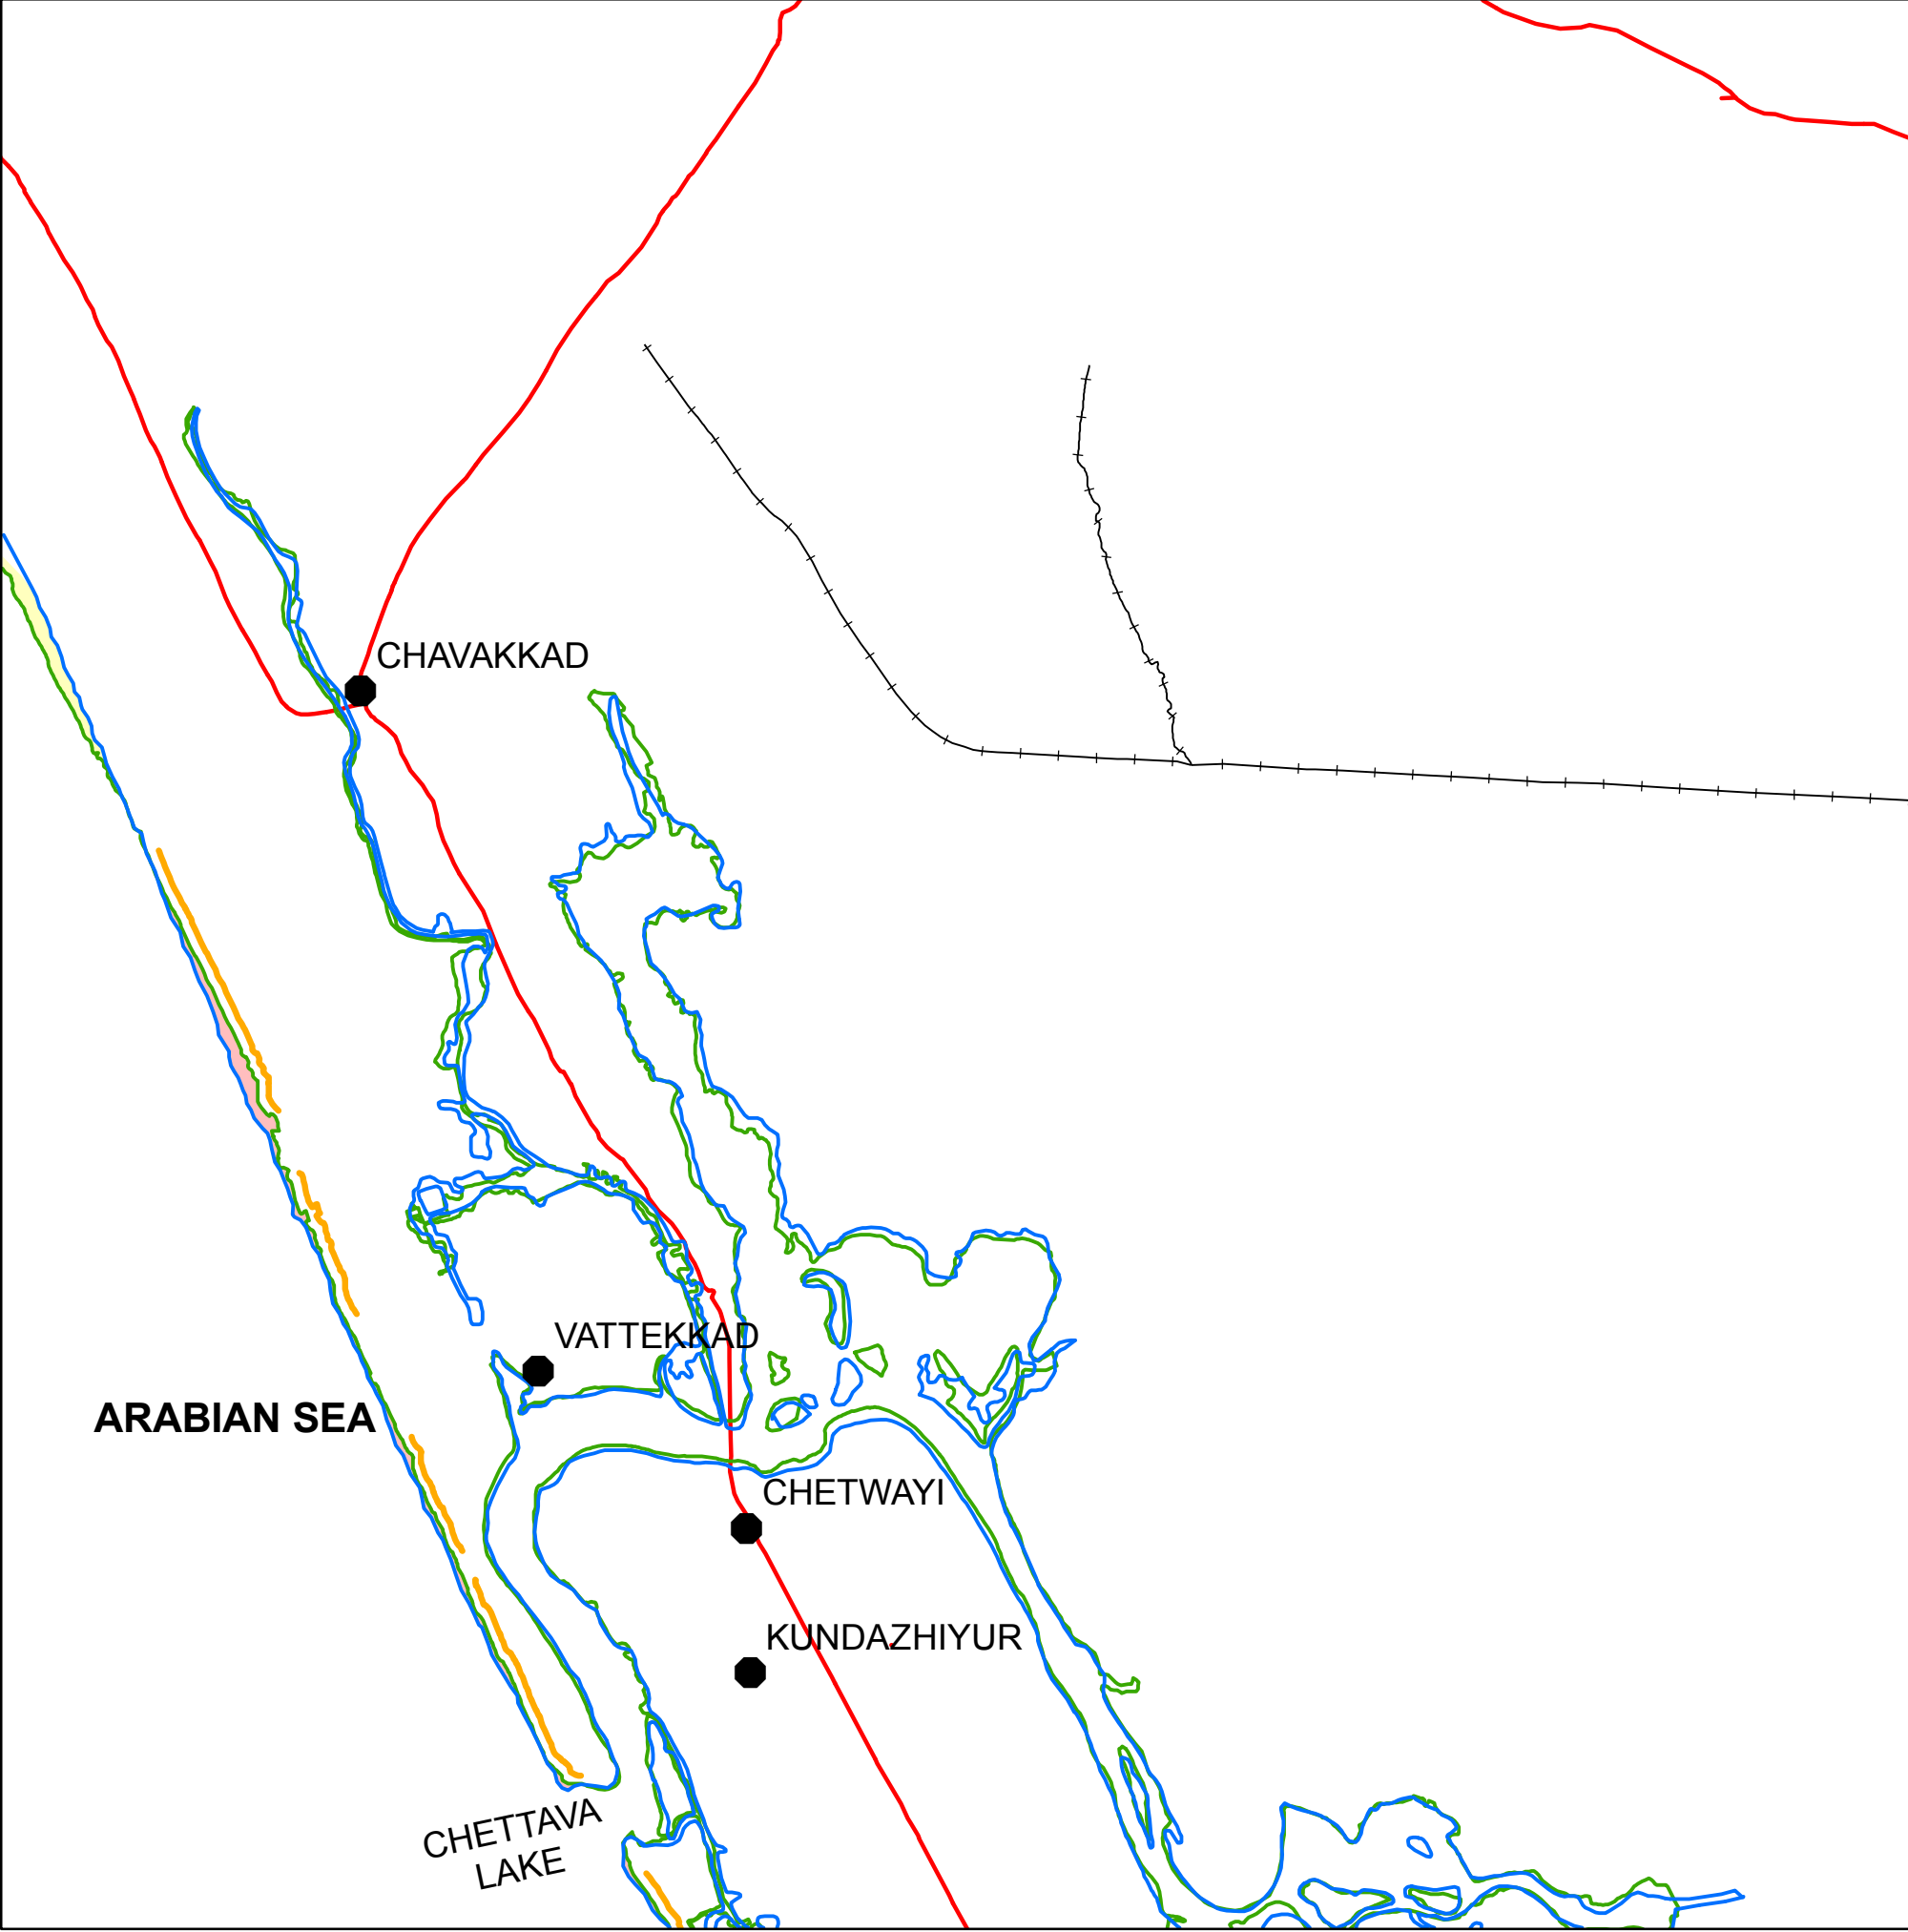 CHAVAKKAD
VATTEKKAD
ARABIAN SEA
CHETWAYI
KUNDAZHIYUR
CHETTAVA
LAKE